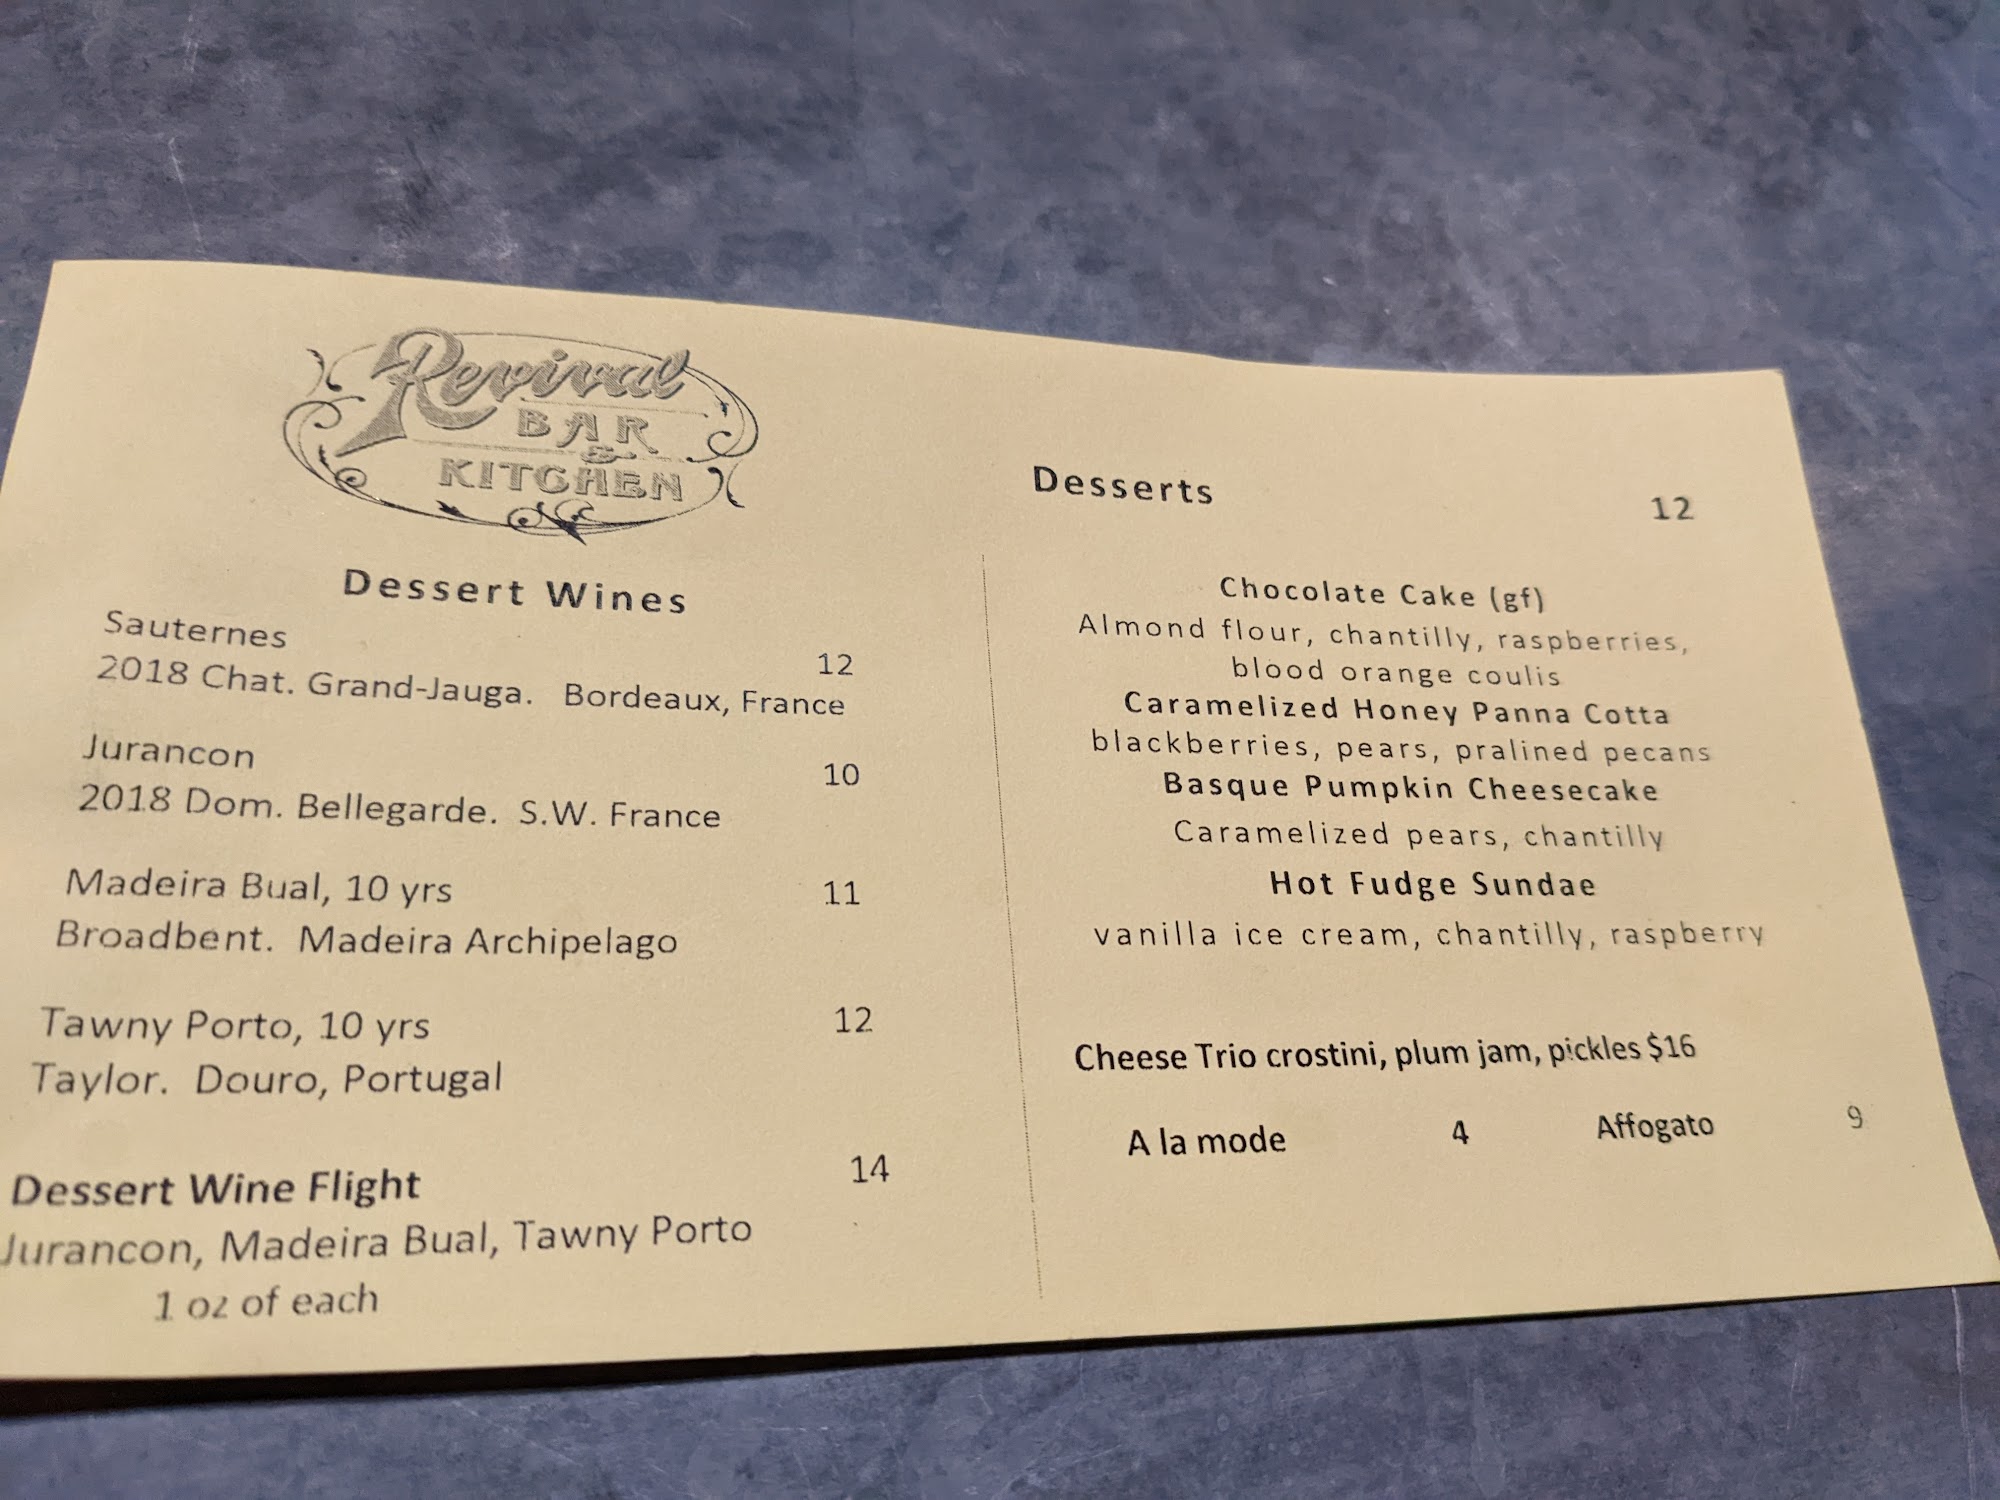 Revival
BAR
&
KITCHEN
Dessert Wines
Sauternes
12
2018 Chat. Grand-Jauga. Bordeaux, France
Jurancon
10
2018 Dom. Bellegarde. S.W. France
Madeira Bual, 10 yrs 11
Broadbent. Madeira Archipelago
Tawny Porto, 10 yrs 12
Taylor. Douro, Portugal
Dessert Wine Flight 14
Jurancon, Madeira Bual, Tawny Porto
1 oz of each
Desserts 12
Chocolate Cake (gf)
Almond flour, chantilly, raspberries,
blood orange coulis
Caramelized Honey Panna Cotta
blackberries, pears, pralined pecans
Basque Pumpkin Cheesecake
Caramelized pears, chantilly
Hot Fudge Sundae
vanilla ice cream, chantilly, raspberry
Cheese Trio crostini, plum jam, pickles $16
A la mode 4 Affogato 9